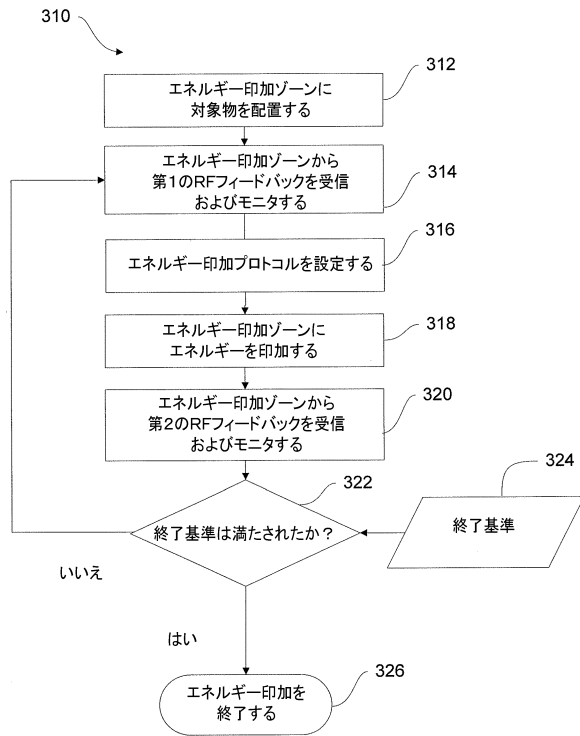 310
エネルギー印加ゾーンに
対象物を配置する
312
エネルギー印加ゾーンから
第1のRFフィードバックを受信
およびモニタする
314
エネルギー印加プロトコルを設定する
316
エネルギー印加ゾーンに
エネルギーを印加する
318
エネルギー印加ゾーンから
第2のRFフィードバックを受信
およびモニタする
320
322
終了基準は満たされたか？
324
終了基準
いいえ
はい
エネルギー印加を
終了する
326